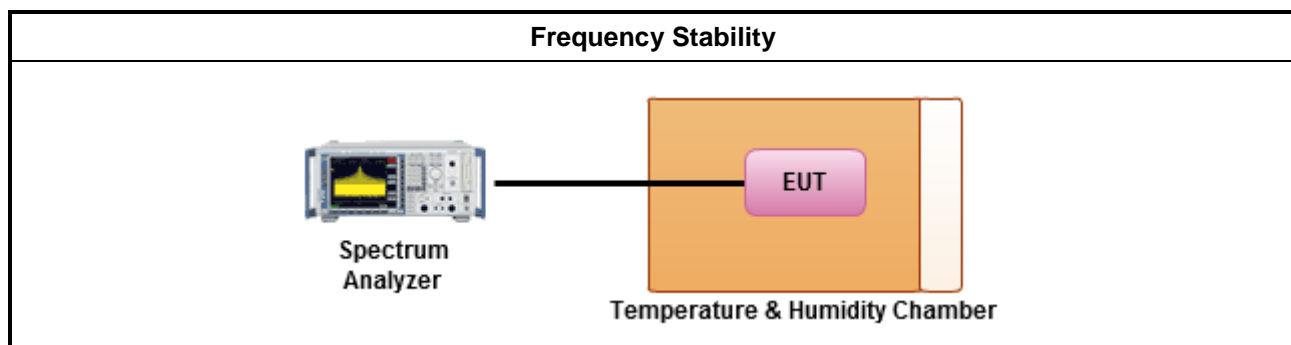 Frequency Stability
EUT
Spectrum
Analyzer
Temperature & Humidity Chamber